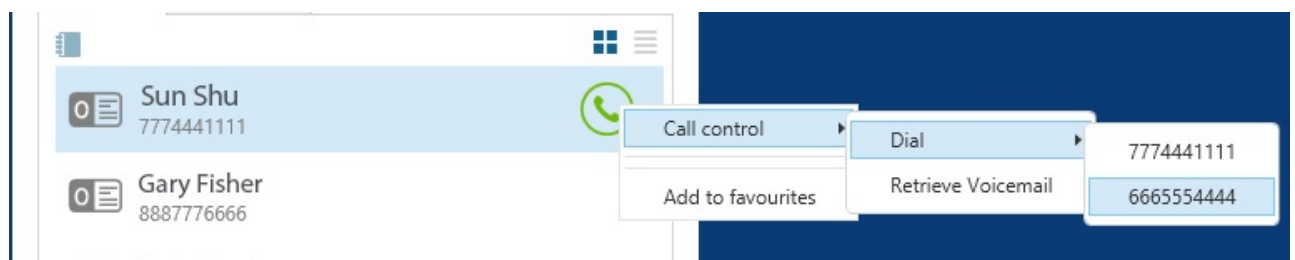 Sun Shu
7774441111
Gary Fisher
8887776666
Call control
Add to favourites
Dial
Retrieve Voicemail
7774441111
6665554444